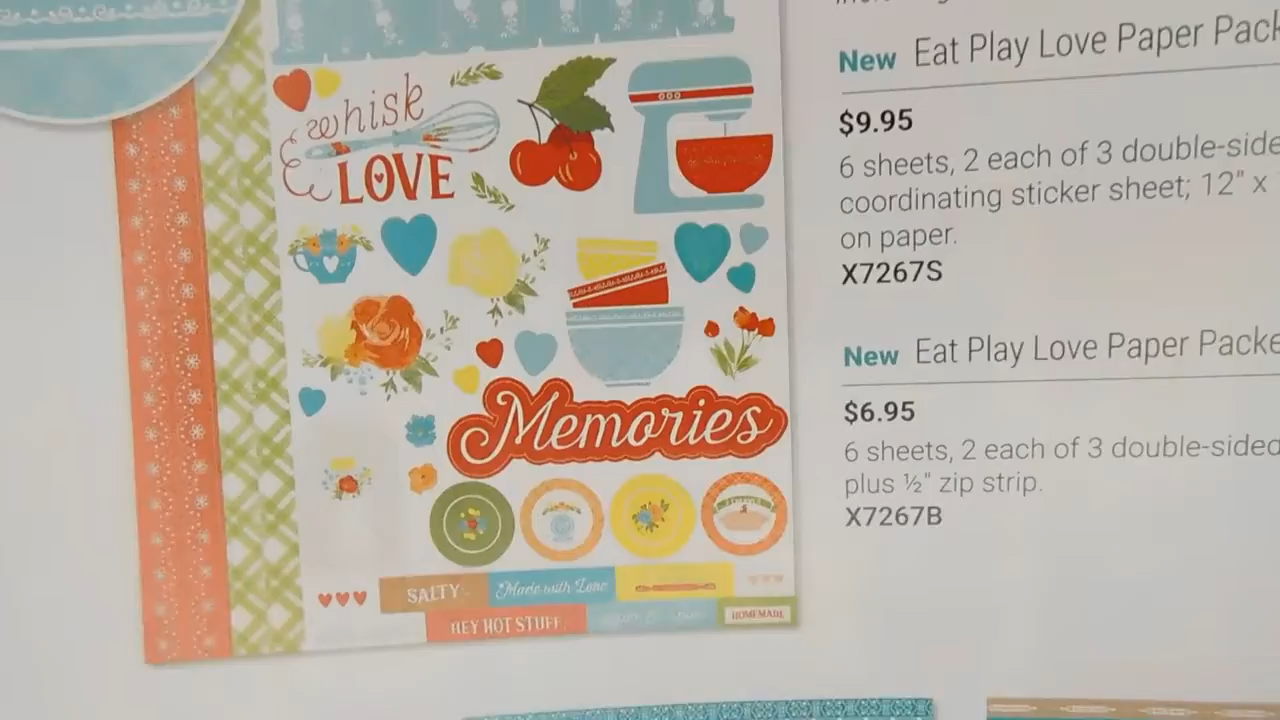 whisk
LOVE
Memories
SALTY
Made with Love
HEY HOT STUFF
HOMEMADE
New Eat Play Love Paper Pack
$9.95
6 sheets, 2 each of 3 double-side
coordinating sticker sheet; 12" x
on paper.
X7267S
New Eat Play Love Paper Packe
$6.95
6 sheets, 2 each of 3 double-sided
plus ½" zip strip.
X7267B